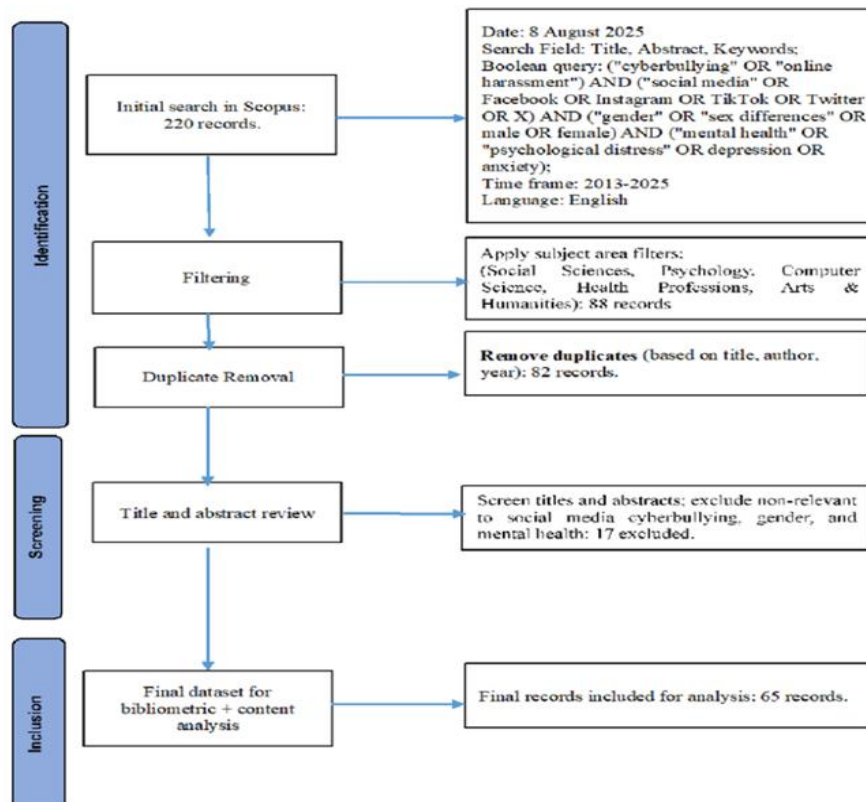 Identification
Initial search in Scopus:
220 records.
Date: 8 August 2025
Search Field: Title, Abstract, Keywords;
Boolean query: ("cyberbullying" OR "online
harassment") AND ("social media" OR
Facebook OR Instagram OR TikTok OR Twitter
OR X) AND ("gender" OR "sex differences" OR
male OR female) AND ("mental health" OR
"psychological distress" OR depression OR
anxiety);
Time frame: 2013-2025
Language: English
Filtering
Apply subject area filters:
(Social Sciences, Psychology. Computer
Science, Health Professions, Arts &
Humanities): 88 records
Duplicate Removal
Remove duplicates (based on title, author,
year): 82 records.
Screening
Title and abstract review
Screen titles and abstracts; exclude non-relevant
to social media cyberbullying, gender, and
mental health: 17 excluded.
Inclusion
Final dataset for
bibliometric + content
analysis
Final records included for analysis: 65 records.